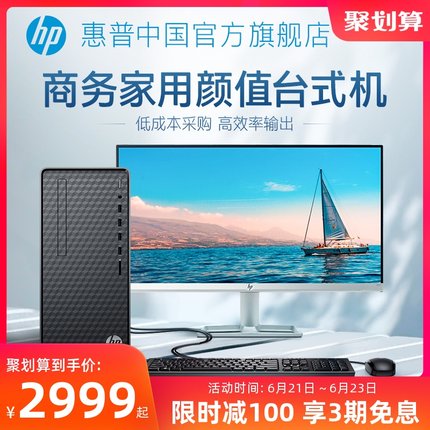 hp 惠普中国官方旗舰店
聚划算
商务家用颜值台式机
低成本采购 高效率输出
hp
hp
聚划算到手价:
¥2999起
活动时间: 6月21日 ~ 6月23日
限时减100 享3期免息